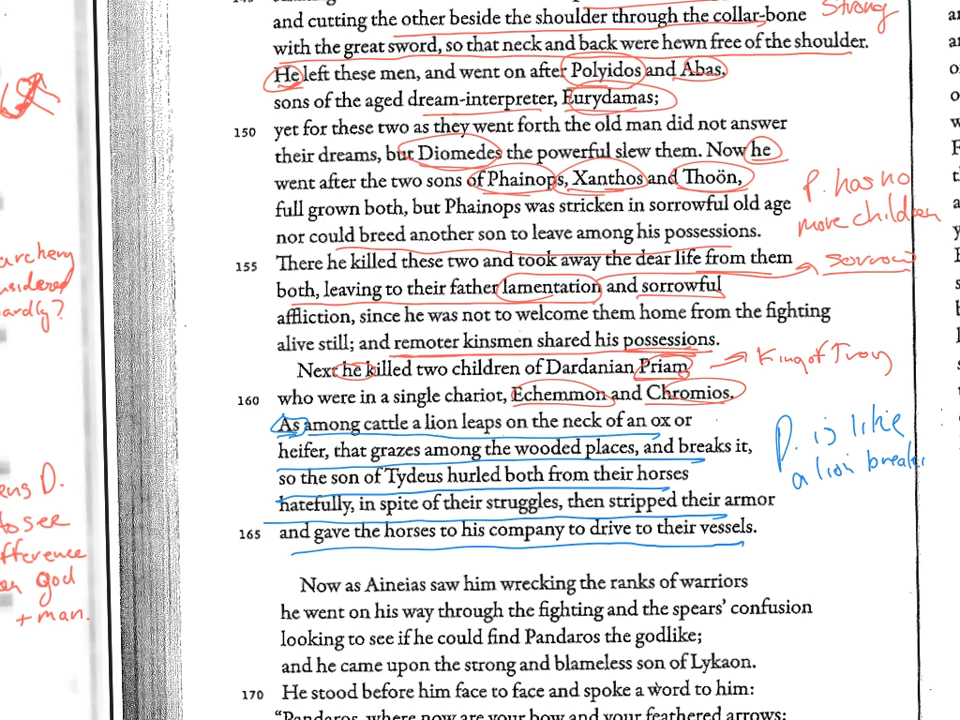 and cutting the other beside the shoulder through the collar-bone
Strong
with the great sword, so that neck and back were hewn free of the shoulder.
He left these men, and went on after Polyidos and Abas,
sons of the aged dream-interpreter, Eurydamas;
150 yet for these two as they went forth the old man did not answer
their dreams, but Diomedes the powerful slew them. Now he
went after the two sons of Phainops, Xanthos and Thoön,
full grown both, but Phainops was stricken in sorrowful old age
nor could breed another son to leave among his possessions.
P. has no
more children
155 There he killed these two and took away the dear life from them
sorrow
both, leaving to their father lamentation and sorrowful
affliction, since he was not to welcome them home from the fighting
alive still; and remoter kinsmen shared his possessions.
Next he killed two children of Dardanian Priam
King of Troy
160 who were in a single chariot, Echemmon and Chromios.
As among cattle a lion leaps on the neck of an ox or
heifer, that grazes among the wooded places, and breaks it,
so the son of Tydeus hurled both from their horses
hatefully, in spite of their struggles, then stripped their armor
165 and gave the horses to his company to drive to their vessels.
is like
a lion
Now as Aineias saw him wrecking the ranks of warriors
he went on his way through the fighting and the spears' confusion
looking to see if he could find Pandaros the godlike;
and he came upon the strong and blameless son of Lykaon.
170 He stood before him face to face and spoke a word to him:
"Pandaros, where now are your bow and your feathered arrows;
archery
D.
to see
god
+ man.